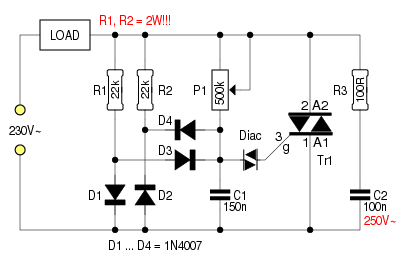 R1, R2 = 2W!!!
LOAD
R1
22k
22k
R2
P1
500k
R3
100R
D4
2
A2
230V~
Diac
3
D3
g
1
A1
Tr1
D1
D2
C1
150n
C2
100n
250V~
D1 ... D4 = 1N4007